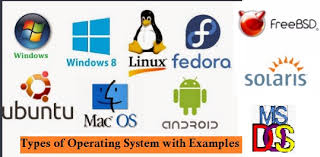 Windows
Windows 8
Linux
fedora
FreeBSD
SOLARIS
ubuntu
Mac OS
ANDROID
MS
DOS
Types of Operating System with Examples